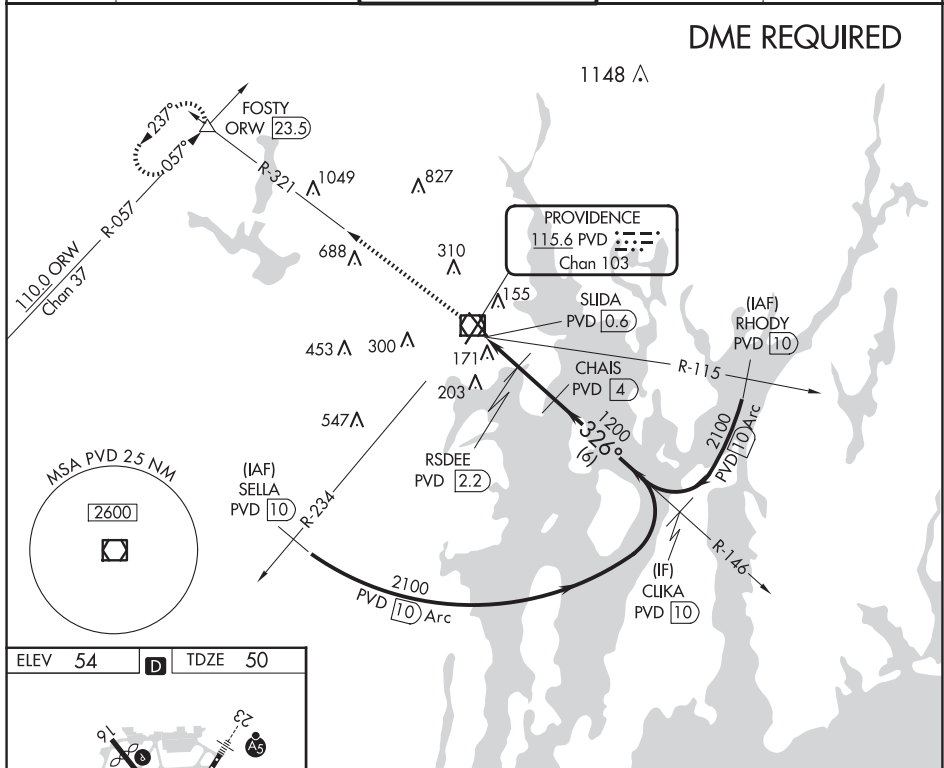 DME REQUIRED
1148
FOSTY
ORW 23.5
237°
057°
R-321
1049
827
R-057
110.0 ORW
Chan 37
688
310
PROVIDENCE
115.6 PVD
Chan 103
155
SLIDA
PVD 0.6
(IAF)
RHODY
PVD 10
453
300
171
203
R-115
CHAIS
PVD 4
547
1200
326°
(6)
2100
PVD 10 Arc
RSDEE
PVD 2.2
MSA PVD 25 NM
2600
(IAF)
SELLA
PVD 10
R-234
2100
PVD 10 Arc
R-146
(IF)
CLIKA
PVD 10
ELEV 54
D
TDZE 50
16
P
23
A5